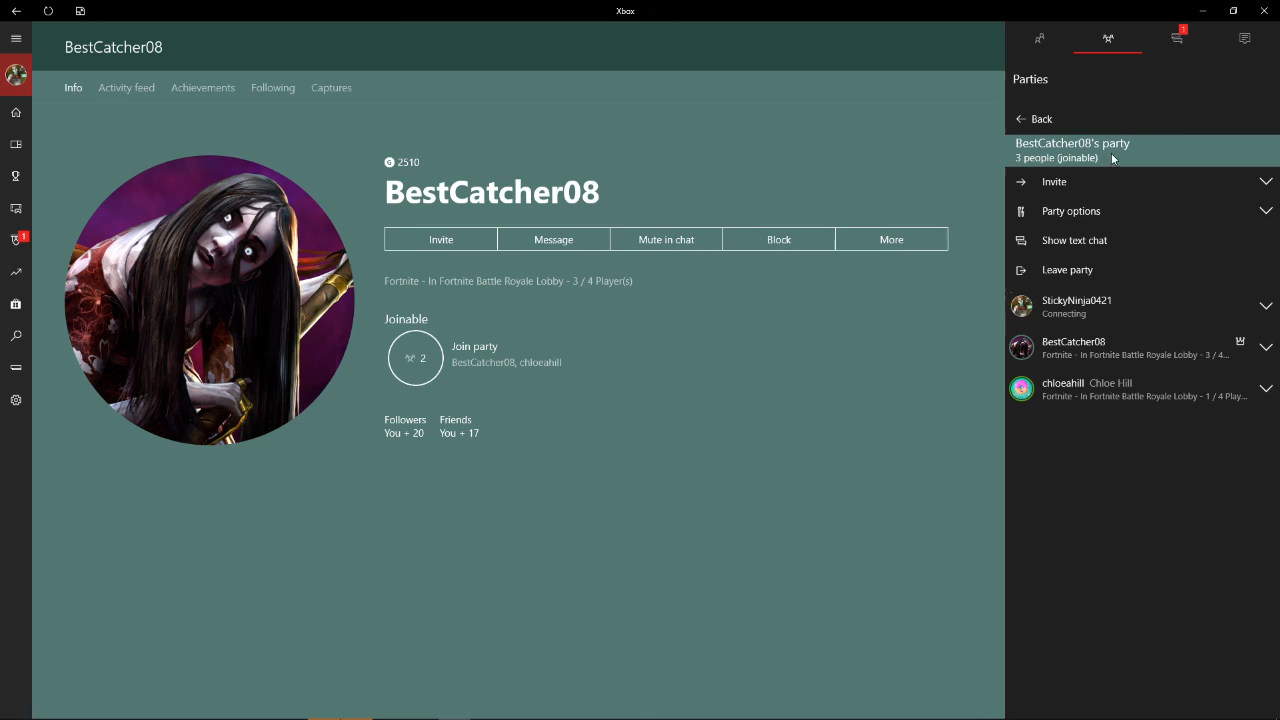 Xbox
BestCatcher08
Info Activity feed Achievements Following Captures
G 2510
BestCatcher08
Invite Message Mute in chat Block More
Fortnite - In Fortnite Battle Royale Lobby - 3 / 4 Player(s)
Joinable
2
Join party
BestCatcher08, chloeahill
Followers Friends
You + 20 You + 17
1
1
Parties
Back
BestCatcher08's party
3 people (joinable)
Invite
Party options
Show text chat
Leave party
StickyNinja0421
Connecting
BestCatcher08
Fortnite - In Fortnite Battle Royale Lobby - 3 / 4...
chloeahill Chloe Hill
Fortnite - In Fortnite Battle Royale Lobby - 1 / 4 Play...